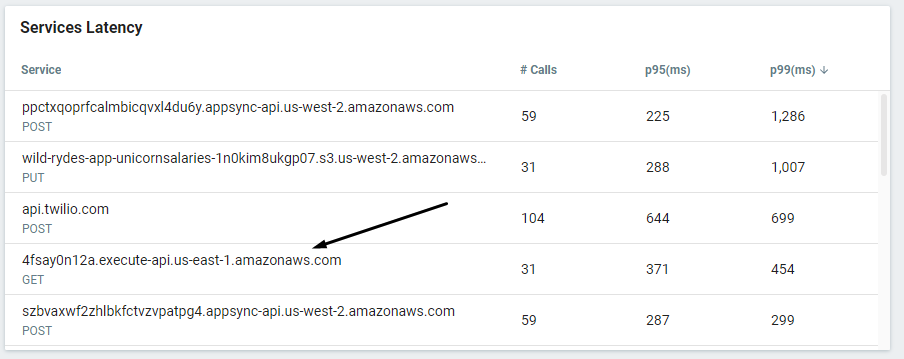 Services Latency
Service # Calls p95(ms) p99(ms)
ppctxqoprfcalmbicqvxl4du6y.appsync-api.us-west-2.amazonaws.com 59 225 1,286
POST
wild-rydes-app-unicornsalaries-1n0kim8ukgp07.s3.us-west-2.amazonaws... 31 288 1,007
PUT
api.twilio.com 104 644 699
POST
4fsay0n12a.execute-api.us-east-1.amazonaws.com 31 371 454
GET
szbvaxwf2zhlbkfctvzvpatpg4.appsync-api.us-west-2.amazonaws.com 59 287 299
POST